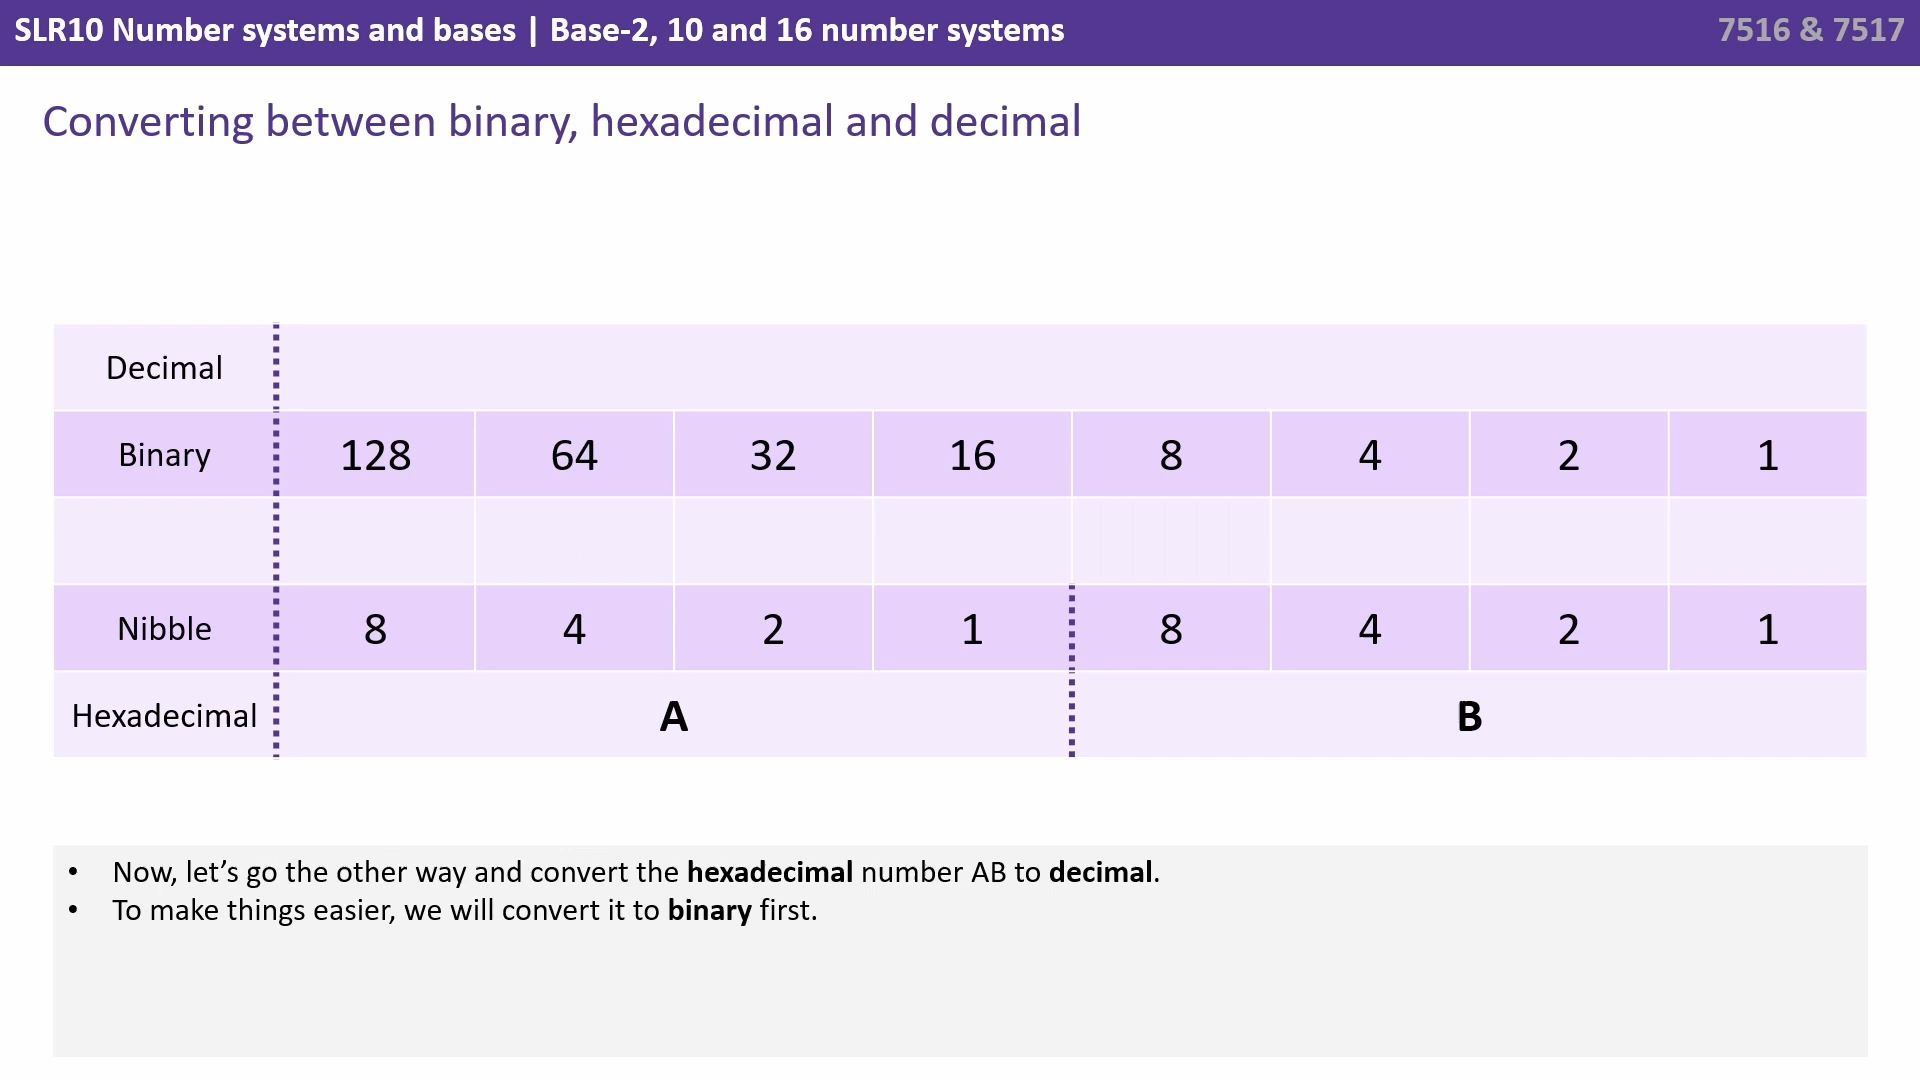 SLR10 Number systems and bases | Base-2, 10 and 16 number systems 7516 & 7517
Converting between binary, hexadecimal and decimal
Decimal
Binary 128 64 32 16 8 4 2 1
Nibble 8 4 2 1 8 4 2 1
Hexadecimal A B
• Now, let’s go the other way and convert the hexadecimal number AB to decimal.
• To make things easier, we will convert it to binary first.